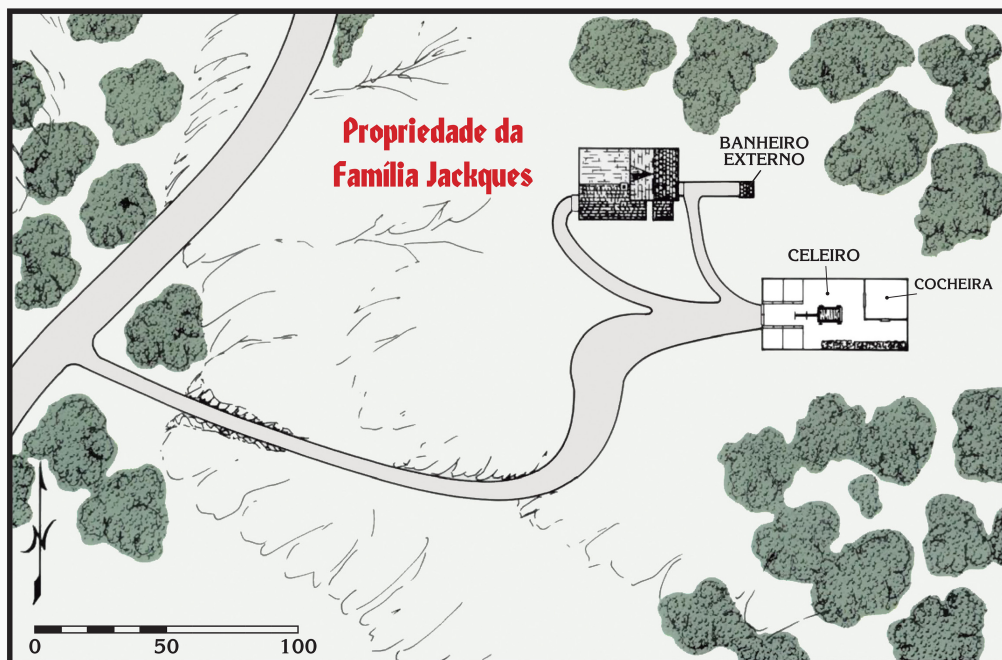 Propriedade da
Família Jackques
BANHEIRO
EXTERNO
CELEIRO
COCHEIRA
N
0 50 100